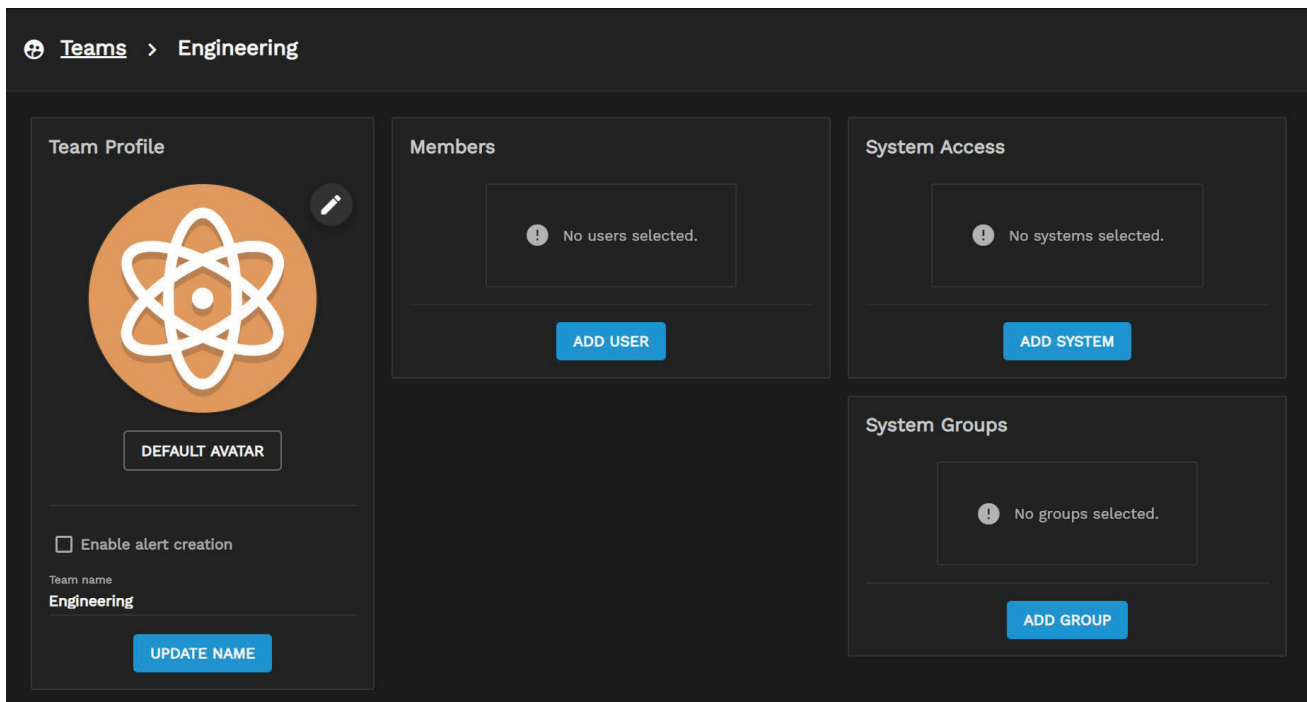 Teams > Engineering
Team Profile
DEFAULT AVATAR
Enable alert creation
Team name
Engineering
UPDATE NAME
Members
No users selected.
ADD USER
System Access
No systems selected.
ADD SYSTEM
System Groups
No groups selected.
ADD GROUP